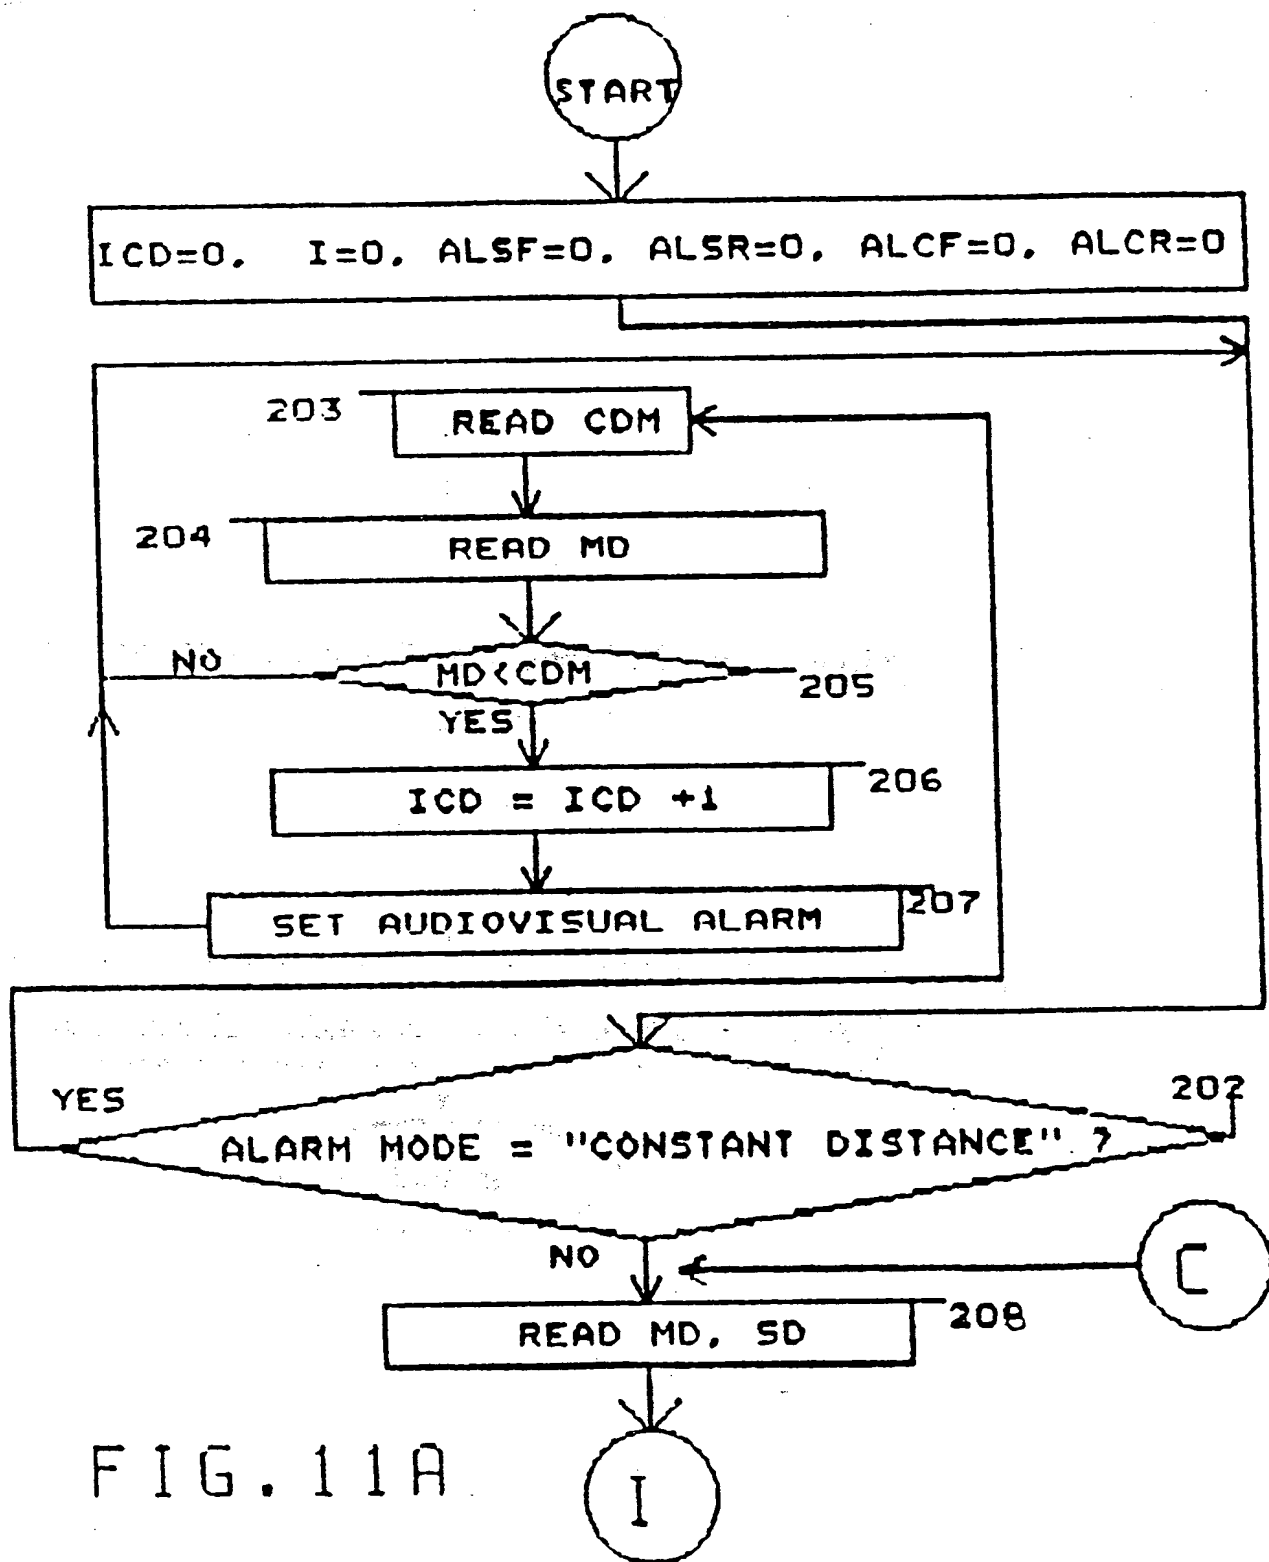 START
ICD=0, I=0, ALSF=0, ALSR=0, ALCF=0, ALCR=0
203
READ CDM
204
READ MD
NO
MD<CDM
205
YES
ICD = ICD +1
206
SET AUDIOVISUAL ALARM
207
YES
202
ALARM MODE = "CONSTANT DISTANCE" ?
NO
C
READ MD, SD
208
I
FIG. 11A